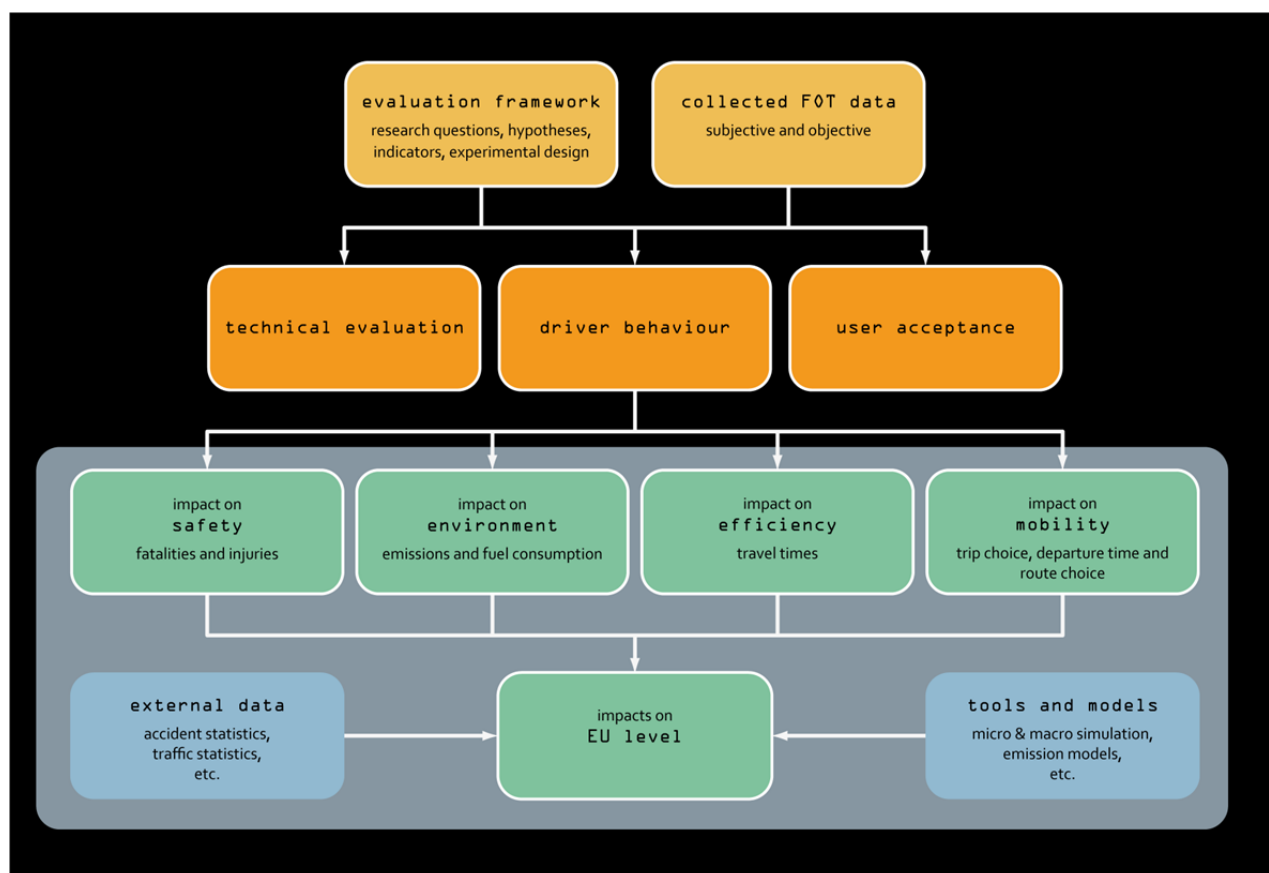 evaluation framework
research questions, hypotheses,
indicators, experimental design
collected FOT data
subjective and objective
technical evaluation
driver behaviour
user acceptance
impact on
safety
fatalities and injuries
impact on
environment
emissions and fuel consumption
impact on
efficiency
travel times
impact on
mobility
trip choice, departure time and
route choice
external data
accident statistics,
traffic statistics,
etc.
impacts on
EU level
tools and models
micro & macro simulation,
emission models,
etc.